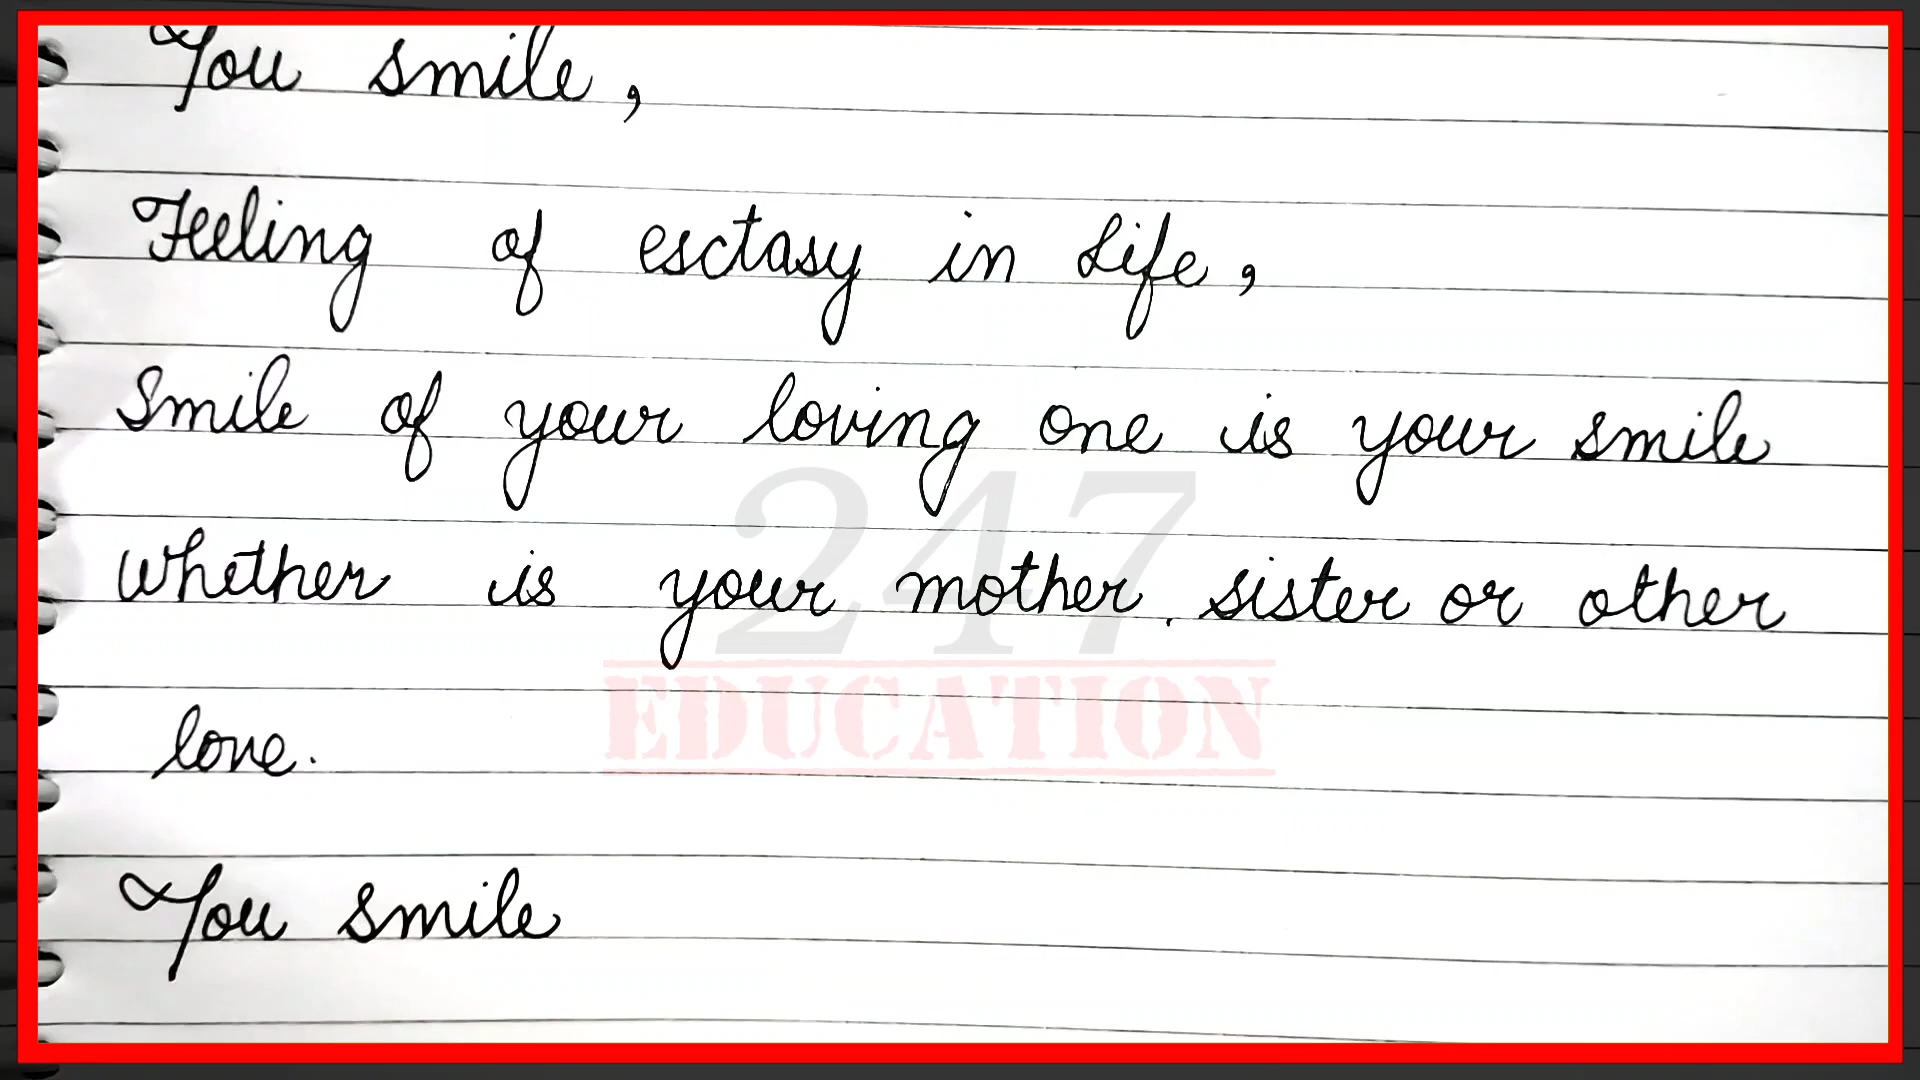 You smile,
Feeling of esctasy in life,
Smile of your loving one is your smile
whether is your mother, sister or other
love.
You smile
247
EDUCATION